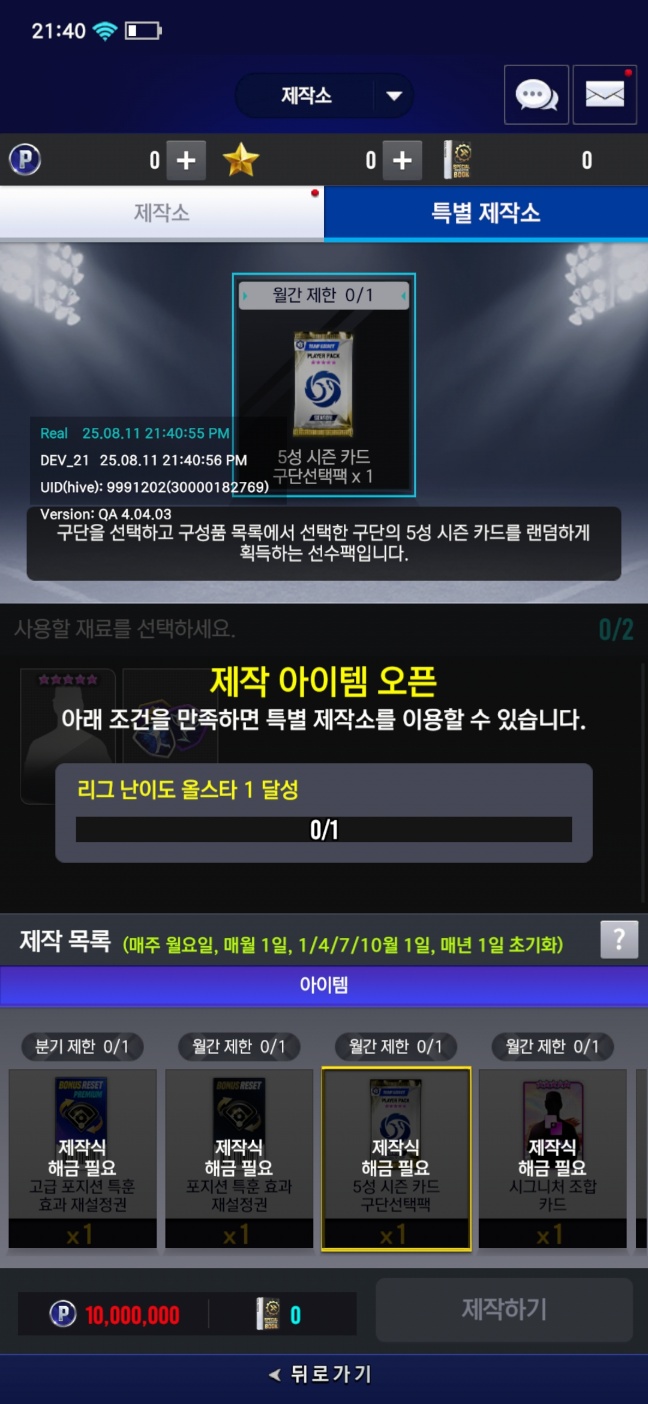 21:40
제작소
P 0 + 0 + SPECIAL BOOK 0
제작소 특별 제작소
월간 제한 0/1
TEAM SELECT
PLAYER PACK
5성 시즌 카드
구단선택팩 x 1
Real 25.08.11 21:40:55 PM
DEV_21 25.08.11 21:40:56 PM
UID(hive): 9991202(30000182769)
Version: QA 4.04.03
구단을 선택하고 구성품 목록에서 선택한 구단의 5성 시즌 카드를 랜덤하게
획득하는 선수팩입니다.
사용할 재료를 선택하세요. 0/2
제작 아이템 오픈
아래 조건을 만족하면 특별 제작소를 이용할 수 있습니다.
리그 난이도 올스타 1 달성
0/1
제작 목록 (매주 월요일, 매월 1일, 1/4/7/10월 1일, 매년 1일 초기화) ?
아이템
분기 제한 0/1 월간 제한 0/1 월간 제한 0/1 월간 제한 0/1
BONUS RESET BONUS RESET
PREMIUM PLAYER PACK
제작식 제작식 제작식 제작식
해금 필요 해금 필요 해금 필요 해금 필요
고급 포지션 특훈 포지션 특훈 효과 5성 시즌 카드 시그니처 조합
효과 재설정권 재설정권 구단선택팩 카드
x1 x1 x1 x1
P 10,000,000 0 제작하기
뒤로가기